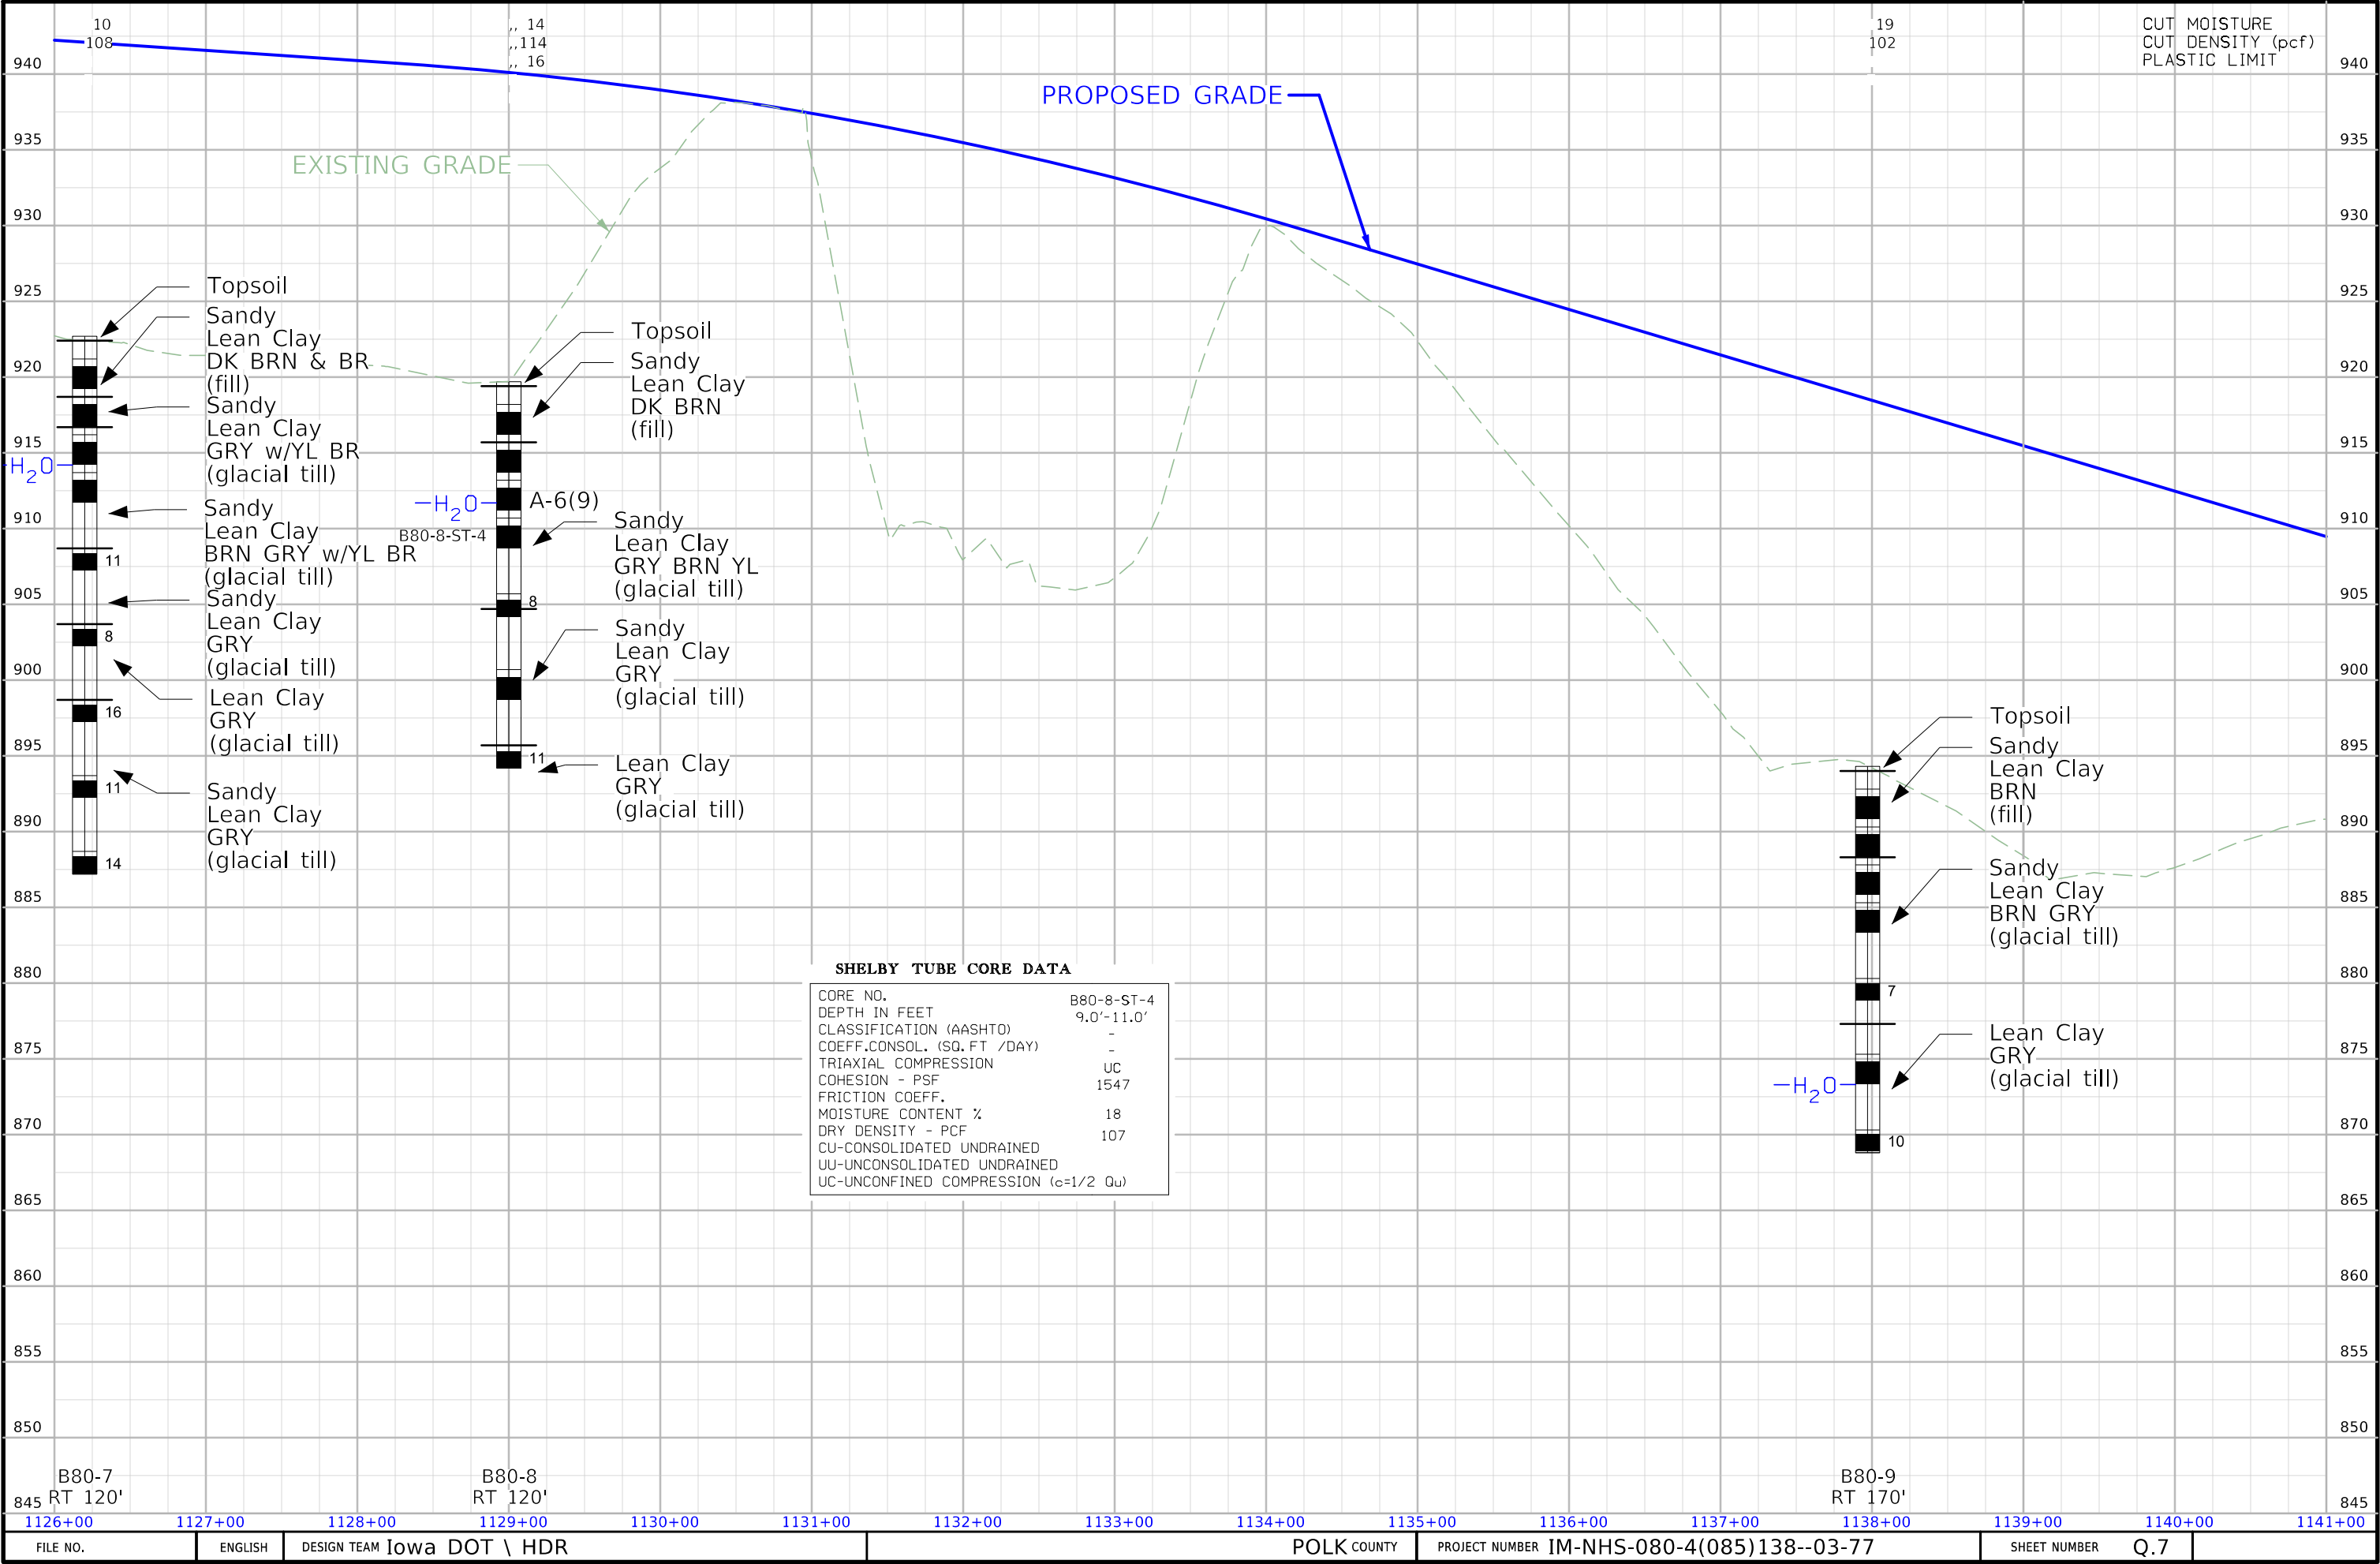 10
108
,, 14
,,114
,, 16
19
102
CUT MOISTURE
CUT DENSITY (pcf)
PLASTIC LIMIT
940
935
930
925
920
915
910
905
900
895
890
885
880
875
870
865
860
855
850
845
940
935
930
925
920
915
910
905
900
895
890
885
880
875
870
865
860
855
850
845
PROPOSED GRADE
EXISTING GRADE
Topsoil
Sandy
Lean Clay
DK BRN & BR
(fill)
Sandy
Lean Clay
GRY w/YL BR
(glacial till)
H2O
Sandy
Lean Clay
BRN GRY w/YL BR
(glacial till)
11
Sandy
Lean Clay
GRY
(glacial till)
8
Lean Clay
GRY
(glacial till)
16
11
Sandy
Lean Clay
GRY
(glacial till)
14
Topsoil
Sandy
Lean Clay
DK BRN
(fill)
H2O
A-6(9)
B80-8-ST-4
Sandy
Lean Clay
GRY BRN YL
(glacial till)
8
Sandy
Lean Clay
GRY
(glacial till)
11
Lean Clay
GRY
(glacial till)
Topsoil
Sandy
Lean Clay
BRN
(fill)
Sandy
Lean Clay
BRN GRY
(glacial till)
7
Lean Clay
GRY
(glacial till)
H2O
10
SHELBY TUBE CORE DATA
CORE NO. B80-8-ST-4
DEPTH IN FEET 9.0'-11.0'
CLASSIFICATION (AASHTO) -
COEFF.CONSOL. (SQ.FT /DAY) -
TRIAXIAL COMPRESSION UC
COHESION - PSF 1547
FRICTION COEFF.
MOISTURE CONTENT % 18
DRY DENSITY - PCF 107
CU-CONSOLIDATED UNDRAINED
UU-UNCONSOLIDATED UNDRAINED
UC-UNCONFINED COMPRESSION (c=1/2 Qu)
B80-7
RT 120'
B80-8
RT 120'
B80-9
RT 170'
1126+00 1127+00 1128+00 1129+00 1130+00 1131+00 1132+00 1133+00 1134+00 1135+00 1136+00 1137+00 1138+00 1139+00 1140+00 1141+00
FILE NO. ENGLISH DESIGN TEAM Iowa DOT \ HDR POLK COUNTY PROJECT NUMBER IM-NHS-080-4(085)138--03-77 SHEET NUMBER Q.7